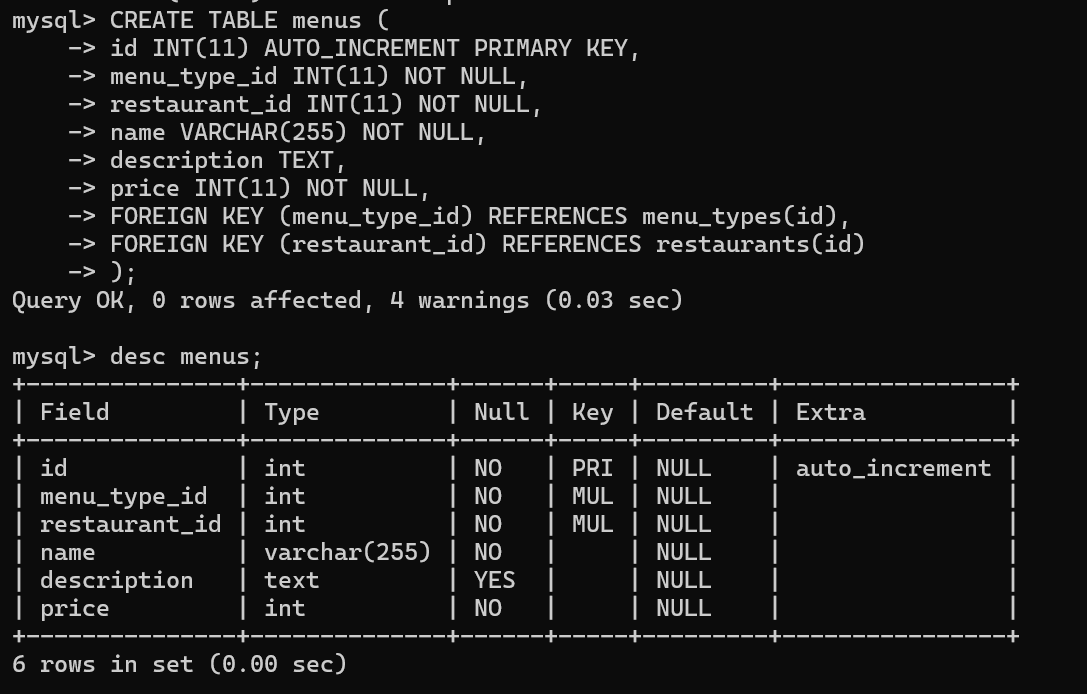 mysql> CREATE TABLE menus (
    -> id INT(11) AUTO_INCREMENT PRIMARY KEY,
    -> menu_type_id INT(11) NOT NULL,
    -> restaurant_id INT(11) NOT NULL,
    -> name VARCHAR(255) NOT NULL,
    -> description TEXT,
    -> price INT(11) NOT NULL,
    -> FOREIGN KEY (menu_type_id) REFERENCES menu_types(id),
    -> FOREIGN KEY (restaurant_id) REFERENCES restaurants(id)
    -> );
Query OK, 0 rows affected, 4 warnings (0.03 sec)

mysql> desc menus;
+---------------+--------------+------+-----+---------+----------------+
| Field         | Type         | Null | Key | Default | Extra          |
+---------------+--------------+------+-----+---------+----------------+
| id            | int          | NO   | PRI | NULL    | auto_increment |
| menu_type_id  | int          | NO   | MUL | NULL    |                |
| restaurant_id | int          | NO   | MUL | NULL    |                |
| name          | varchar(255) | NO   |     | NULL    |                |
| description   | text         | YES  |     | NULL    |                |
| price         | int          | NO   |     | NULL    |                |
+---------------+--------------+------+-----+---------+----------------+
6 rows in set (0.00 sec)